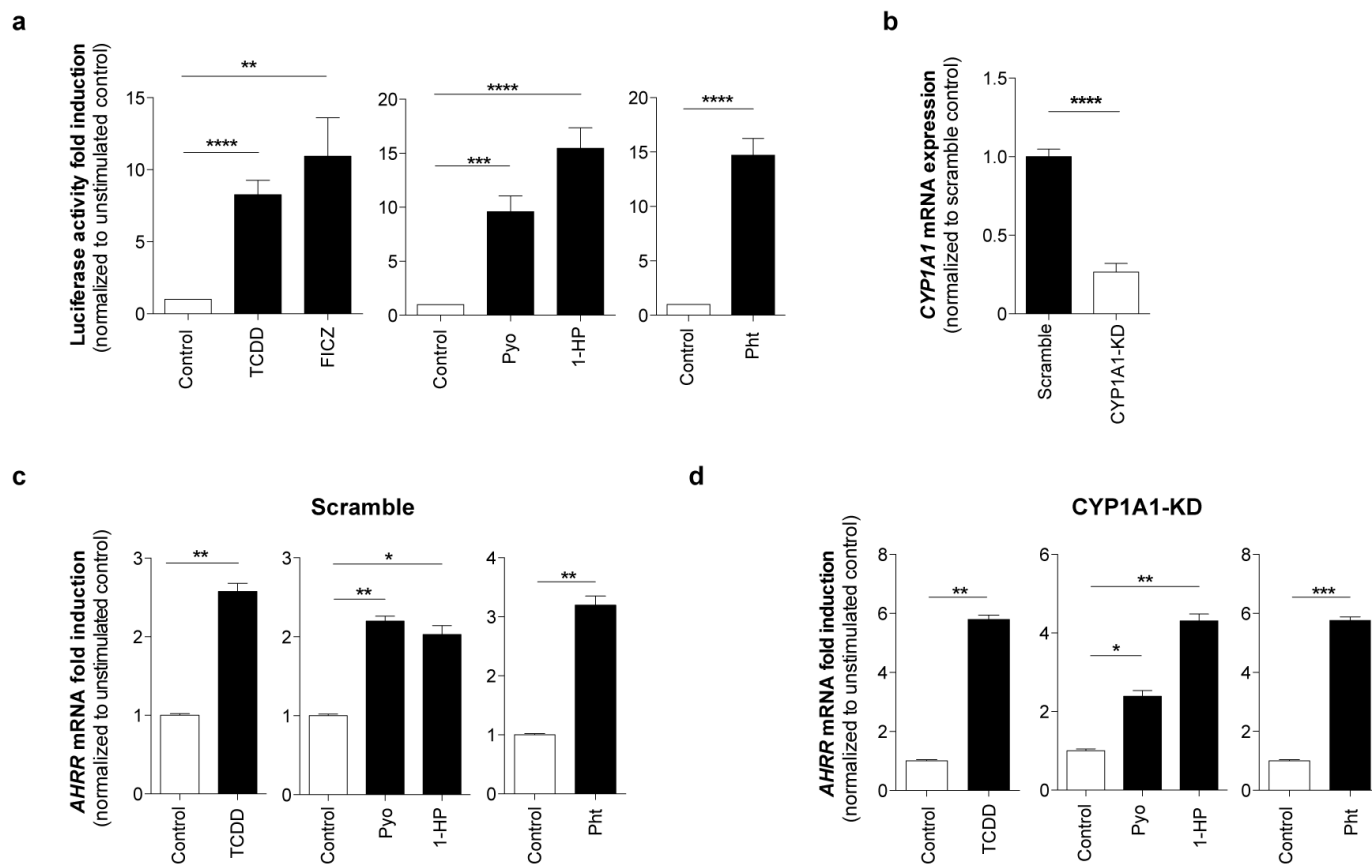 a
Luciferase activity fold induction
(normalized to unstimulated control)
**
****
15
10
5
0
Control
TCDD
FICZ
****
***
20
15
10
5
0
Control
Pyo
1-HP
****
20
15
10
5
0
Control
Pht
b
CYP1A1 mRNA expression
(normalized to scramble control)
****
1.5
1.0
0.5
0
Scramble
CYP1A1-KD
c
Scramble
AHRR mRNA fold induction
(normalized to unstimulated control)
**
3
2
1
0
Control
TCDD
*
**
3
2
1
0
Control
Pyo
1-HP
**
4
3
2
1
0
Control
Pht
d
CYP1A1-KD
AHRR mRNA fold induction
(normalized to unstimulated control)
**
8
6
4
2
0
Control
TCDD
**
*
6
4
2
0
Control
Pyo
1-HP
***
8
6
4
2
0
Control
Pht